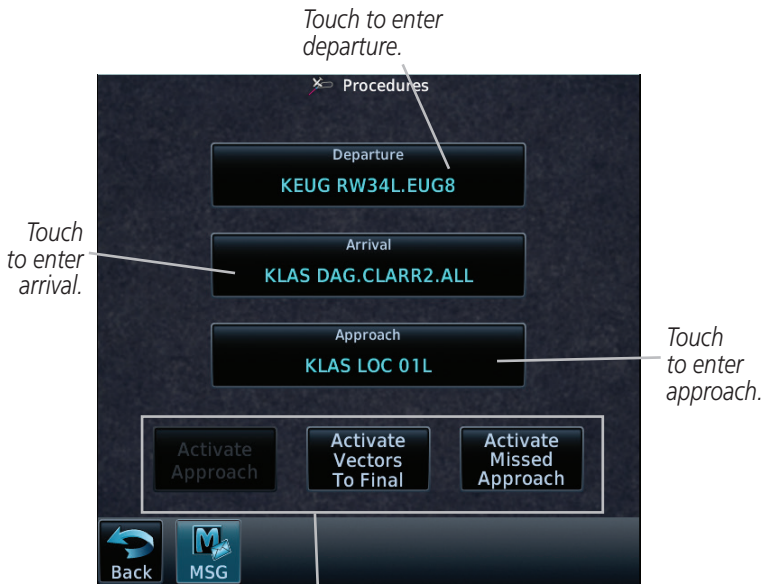 Touch to enter
departure.
Procedures
Departure
KEUG RW34L.EUG8
Touch
to enter
arrival.
Arrival
KLAS DAG.CLARR2.ALL
Approach
KLAS LOC 01L
Touch
to enter
approach.
Activate
Approach
Activate
Vectors
To Final
Activate
Missed
Approach
Back
MSG